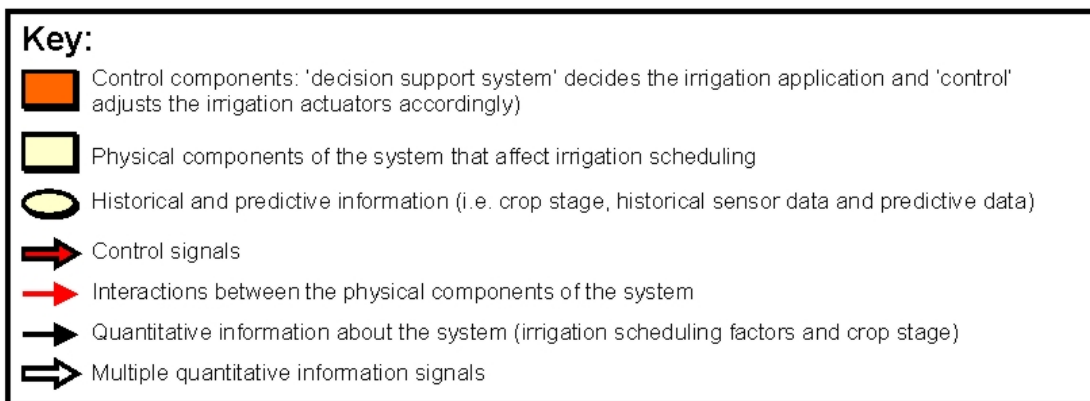 Key:
Control components: 'decision support system' decides the irrigation application and 'control'
adjusts the irrigation actuators accordingly)
Physical components of the system that affect irrigation scheduling
Historical and predictive information (i.e. crop stage, historical sensor data and predictive data)
Control signals
Interactions between the physical components of the system
Quantitative information about the system (irrigation scheduling factors and crop stage)
Multiple quantitative information signals